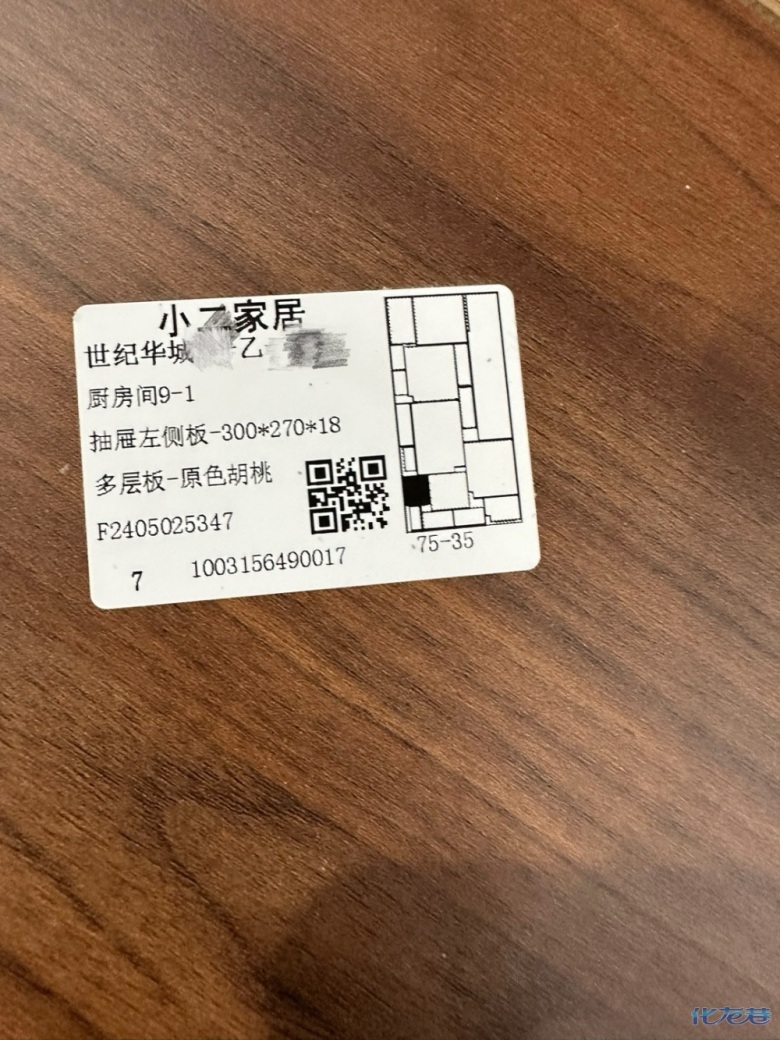 小二家居
世纪华城 乙
厨房间9-1
抽屉左侧板-300*270*18
多层板-原色胡桃
F2405025347
75-35
7 1003156490017
化龙巷